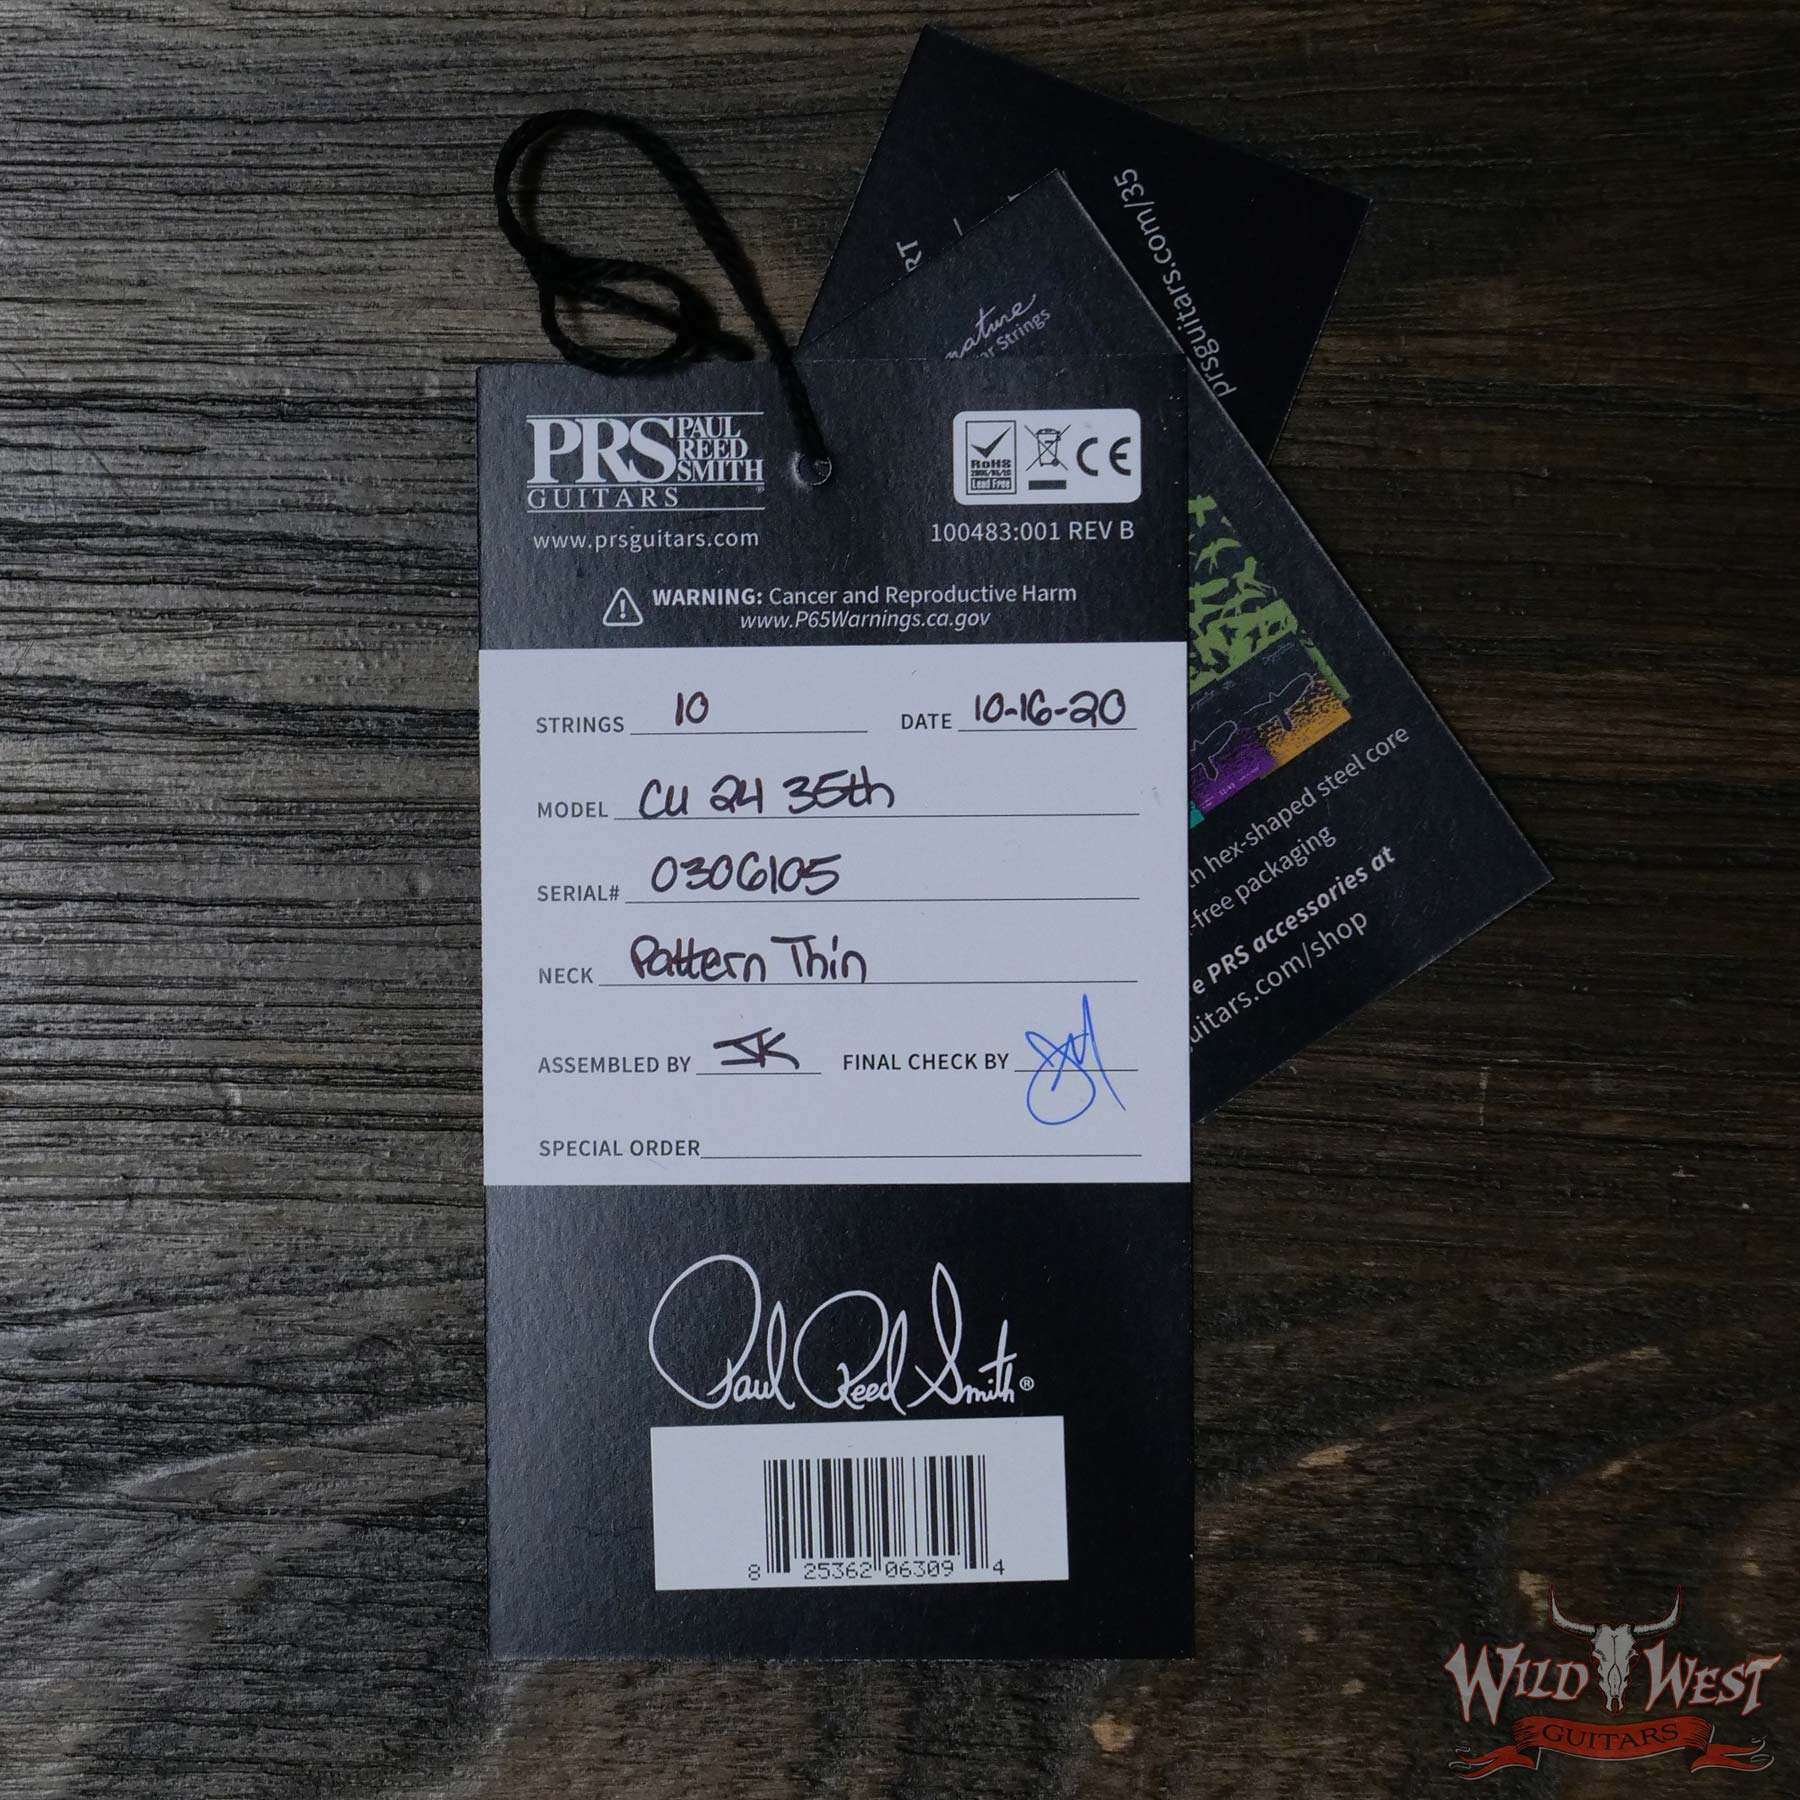 RT
prsguitars.com/35
Strings
PRS PAUL
REED
SMITH
GUITARS
www.prsguitars.com
RoHS
Lead Free
CE
100483:001 REV B
WARNING: Cancer and Reproductive Harm
www.P65Warnings.ca.gov
STRINGS 10 DATE 10-16-20
MODEL CU 24 35th
SERIAL# 0306105
NECK Pattern Thin
ASSEMBLED BY JK FINAL CHECK BY
SPECIAL ORDER
Paul Reed Smith®
8 25362 06309 4
hex-shaped steel core
-free packaging
e PRS accessories at
uitars.com/shop
WILD WEST
GUITARS